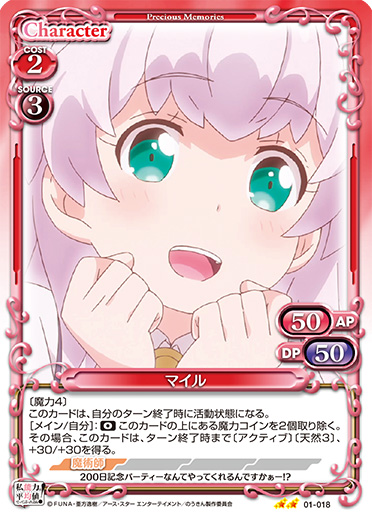 Precious Memories
Character
COST
2
SOURCE
3
50 AP
DP 50
マイル
〔魔力4〕
このカードは、自分のターン終了時に活動状態になる。
［メイン/自分］：このカードの上にある魔力コインを2個取り除く。
その場合、このカードは、ターン終了時まで〔アクティブ〕〔天然3〕、
+30/+30を得る。
魔術師
200日記念パーティーなんてやってくれるんですかぁー!?
私、能力は
平均値
01-018
©FUNA・亜方逸樹／アース・スター エンターテイメント／のうきん製作委員会